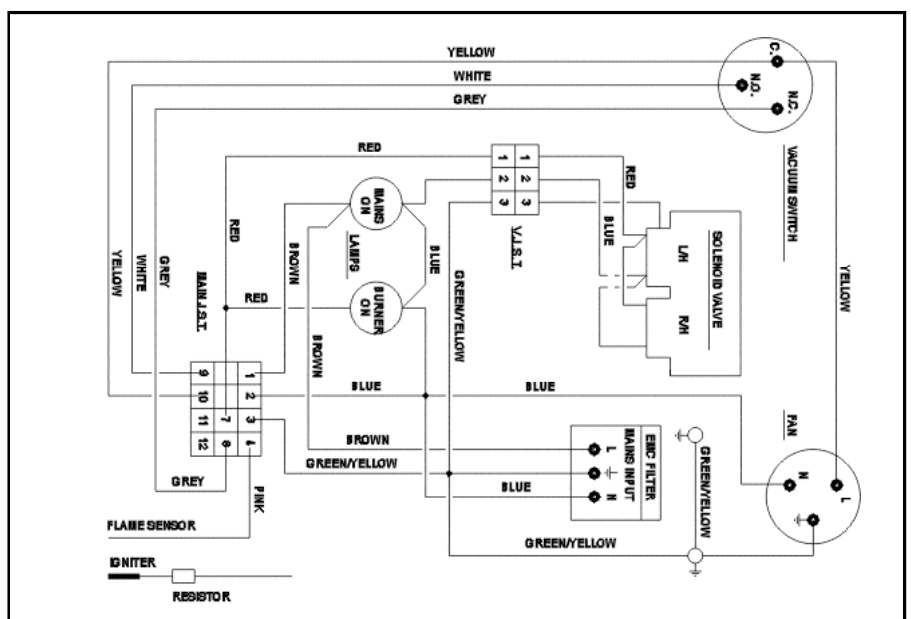 YELLOW
WHITE
GREY
C.
N.O.
N.C.
VACUUM SWITCH
RED
1 1
2 2
3 3
V.J.S.T.
RED
BLUE
SOLENOID VALVE
L/H
R/H
MAINS ON
LAMPS
BURNER ON
BLUE
RED
BROWN
GREY
WHITE
YELLOW
MAIN J.S.T.
RED
GREEN/YELLOW
BROWN
YELLOW
9 1
10 2
11 7 3
12 8 4
BLUE
BLUE
FAN
N
L
BROWN
GREEN/YELLOW
BLUE
L
N
EMC FILTER
MAINS INPUT
GREEN/YELLOW
GREY
PINK
FLAME SENSOR
GREEN/YELLOW
IGNITER
RESISTOR